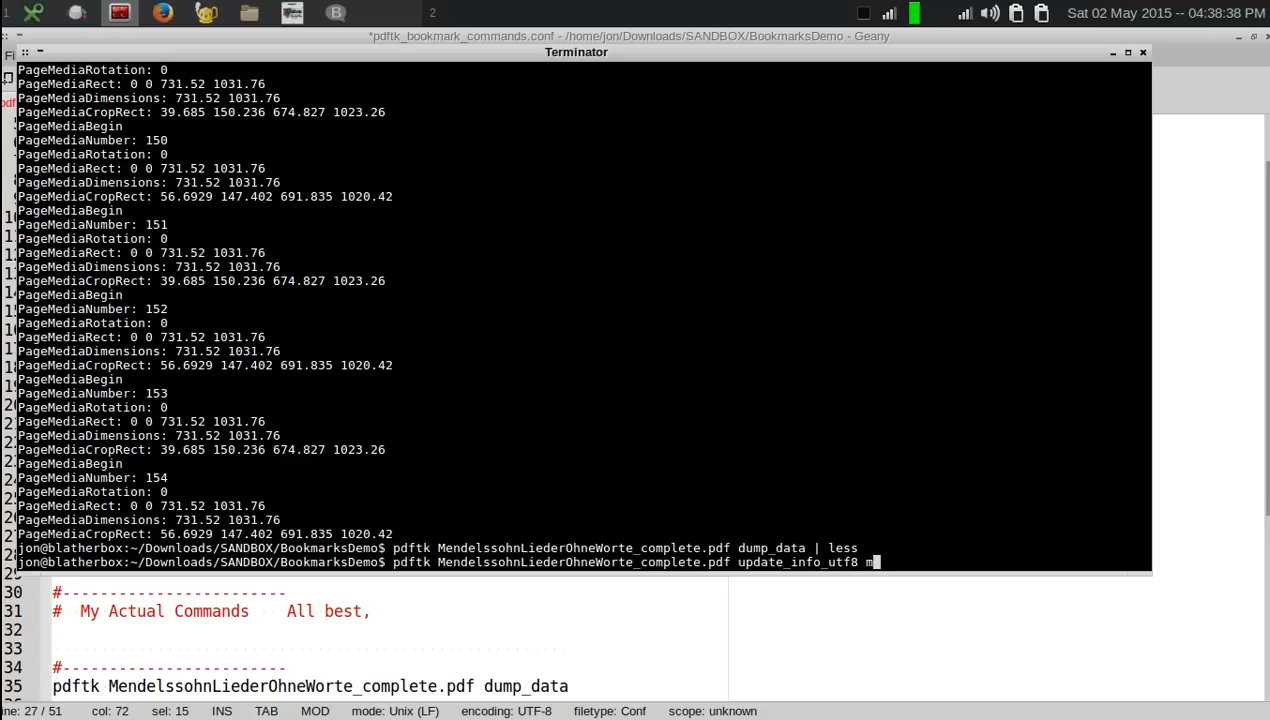 1
2
Sat 02 May 2015 -- 04:38:38 PM
*pdftk_bookmark_commands.conf - /home/jon/Downloads/SANDBOX/BookmarksDemo - Geany
Terminator
Fi
pdf
PageMediaRotation: 0
PageMediaRect: 0 0 731.52 1031.76
PageMediaDimensions: 731.52 1031.76
PageMediaCropRect: 39.685 150.236 674.827 1023.26
PageMediaBegin
PageMediaNumber: 150
PageMediaRotation: 0
PageMediaRect: 0 0 731.52 1031.76
PageMediaDimensions: 731.52 1031.76
PageMediaCropRect: 56.6929 147.402 691.835 1020.42
PageMediaBegin
PageMediaNumber: 151
PageMediaRotation: 0
PageMediaRect: 0 0 731.52 1031.76
PageMediaDimensions: 731.52 1031.76
PageMediaCropRect: 39.685 150.236 674.827 1023.26
PageMediaBegin
PageMediaNumber: 152
PageMediaRotation: 0
PageMediaRect: 0 0 731.52 1031.76
PageMediaDimensions: 731.52 1031.76
PageMediaCropRect: 56.6929 147.402 691.835 1020.42
PageMediaBegin
PageMediaNumber: 153
PageMediaRotation: 0
PageMediaRect: 0 0 731.52 1031.76
PageMediaDimensions: 731.52 1031.76
PageMediaCropRect: 39.685 150.236 674.827 1023.26
PageMediaBegin
PageMediaNumber: 154
PageMediaRotation: 0
PageMediaRect: 0 0 731.52 1031.76
PageMediaDimensions: 731.52 1031.76
PageMediaCropRect: 56.6929 147.402 691.835 1020.42
jon@blatherbox:~/Downloads/SANDBOX/BookmarksDemo$ pdftk MendelssohnLiederOhneWorte_complete.pdf dump_data | less
jon@blatherbox:~/Downloads/SANDBOX/BookmarksDemo$ pdftk MendelssohnLiederOhneWorte_complete.pdf update_info_utf8 m
30 #-----------------------
31 #  My Actual Commands    All best,
32
33
34 #-----------------------
35 pdftk MendelssohnLiederOhneWorte_complete.pdf dump_data
ine: 27 / 51 col: 72 sel: 15 INS TAB MOD mode: Unix (LF) encoding: UTF-8 filetype: Conf scope: unknown